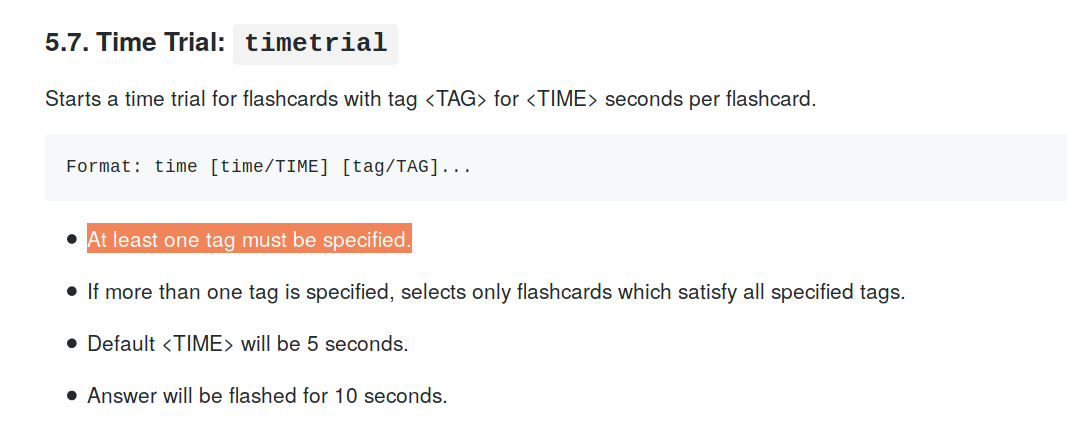 5.7. Time Trial: timetrial
Starts a time trial for flashcards with tag <TAG> for <TIME> seconds per flashcard.
Format: time [time/TIME] [tag/TAG]...
• At least one tag must be specified.
• If more than one tag is specified, selects only flashcards which satisfy all specified tags.
• Default <TIME> will be 5 seconds.
• Answer will be flashed for 10 seconds.